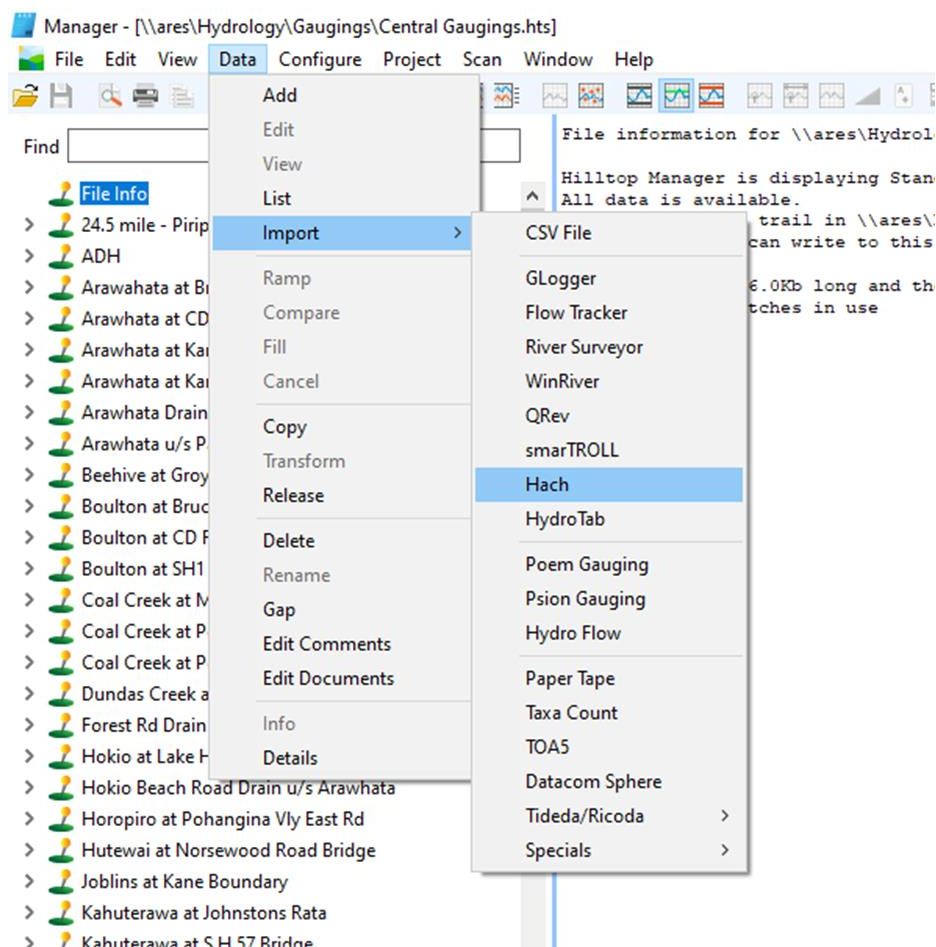 Manager - [\\ares\Hydrology\Gaugings\Central Gaugings.hts]
File Edit View Data Configure Project Scan Window Help
Find
File Info
24.5 mile - Pirip
ADH
Arawahata at Br
Arawhata at CD
Arawhata at Kar
Arawhata at Kar
Arawhata Drain
Arawhata u/s P
Beehive at Groy
Boulton at Bruc
Boulton at CD F
Boulton at SH1
Coal Creek at M
Coal Creek at P
Coal Creek at P
Dundas Creek a
Forest Rd Drain
Hokio at Lake H
Hokio Beach Road Drain u/s Arawhata
Horopiro at Pohangina Vly East Rd
Hutewai at Norsewood Road Bridge
Joblins at Kane Boundary
Kahuterawa at Johnstons Rata
Kahuterawa at S H 57 Bridge
Add
Edit
View
List
Import
Ramp
Compare
Fill
Cancel
Copy
Transform
Release
Delete
Rename
Gap
Edit Comments
Edit Documents
Info
Details
CSV File
GLogger
Flow Tracker
River Surveyor
WinRiver
QRev
smarTROLL
Hach
HydroTab
Poem Gauging
Psion Gauging
Hydro Flow
Paper Tape
Taxa Count
TOA5
Datacom Sphere
Tideda/Ricoda
Specials
File information for \\ares\Hydrol
Hilltop Manager is displaying Stan
All data is available.
trail in \\ares\
can write to this
6.0Kb long and th
tches in use